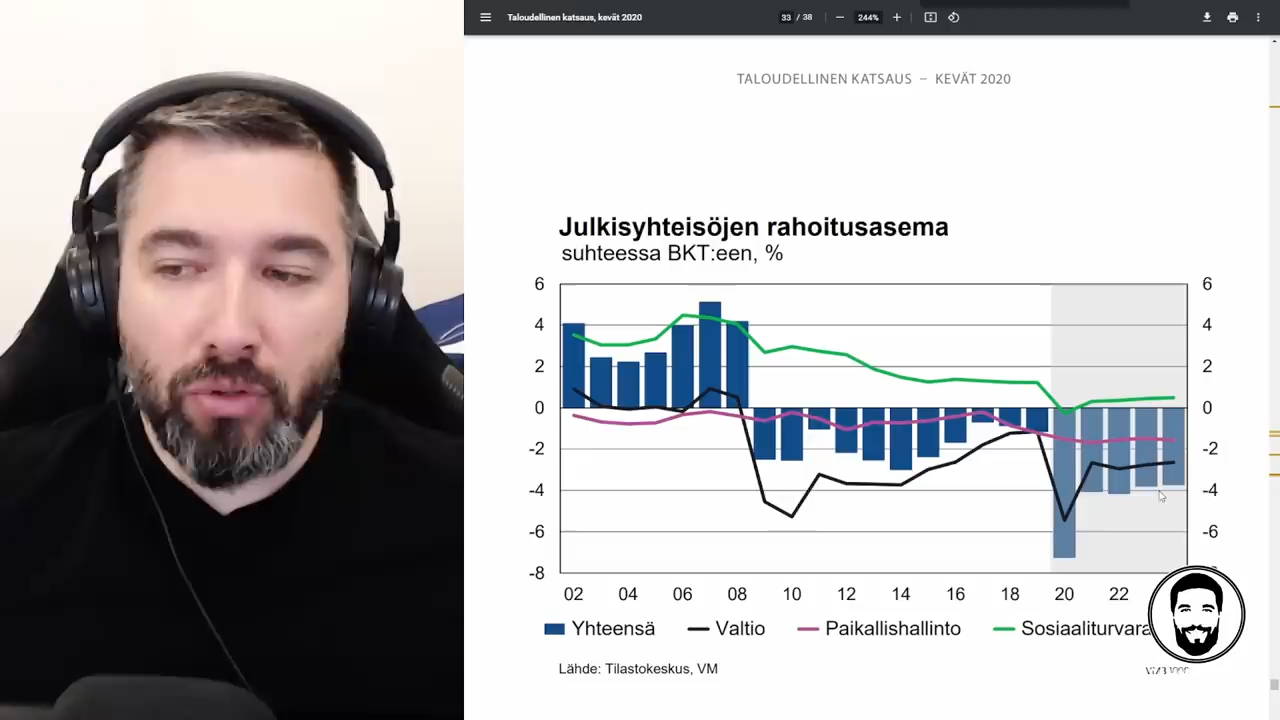 Taloudellinen katsaus, kevät 2020
33 / 38
244%
TALOUDELLINEN KATSAUS – KEVÄT 2020
Julkisyhteisöjen rahoitusasema
suhteessa BKT:een, %
6 6
4 4
2 2
0 0
-2 -2
-4 -4
-6 -6
-8
02 04 06 08 10 12 14 16 18 20 22
Yhteensä Valtio Paikallishallinto Sosiaaliturvara
Lähde: Tilastokeskus, VM